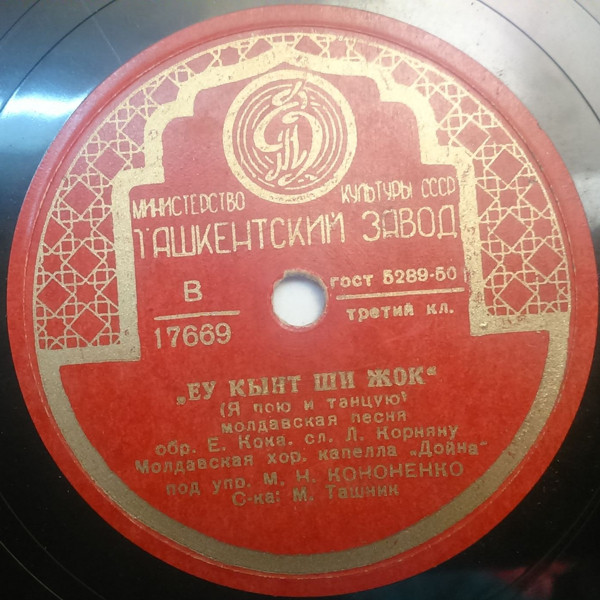 МИНИСТЕРСТВО КУЛЬТУРЫ СССР
ТАШКЕНТСКИЙ ЗАВОД
В
17669
ГОСТ 5289-50
третий кл.
„ЕУ КЫНТ ШИ ЖОК“
(Я пою и танцую)
молдавская песня
обр. Е. Кока. сл. Л. Корняну
Молдавская хор. капелла „Дойна“
под упр. М. Н. КОНОНЕНКО
С-ка: М. Ташник